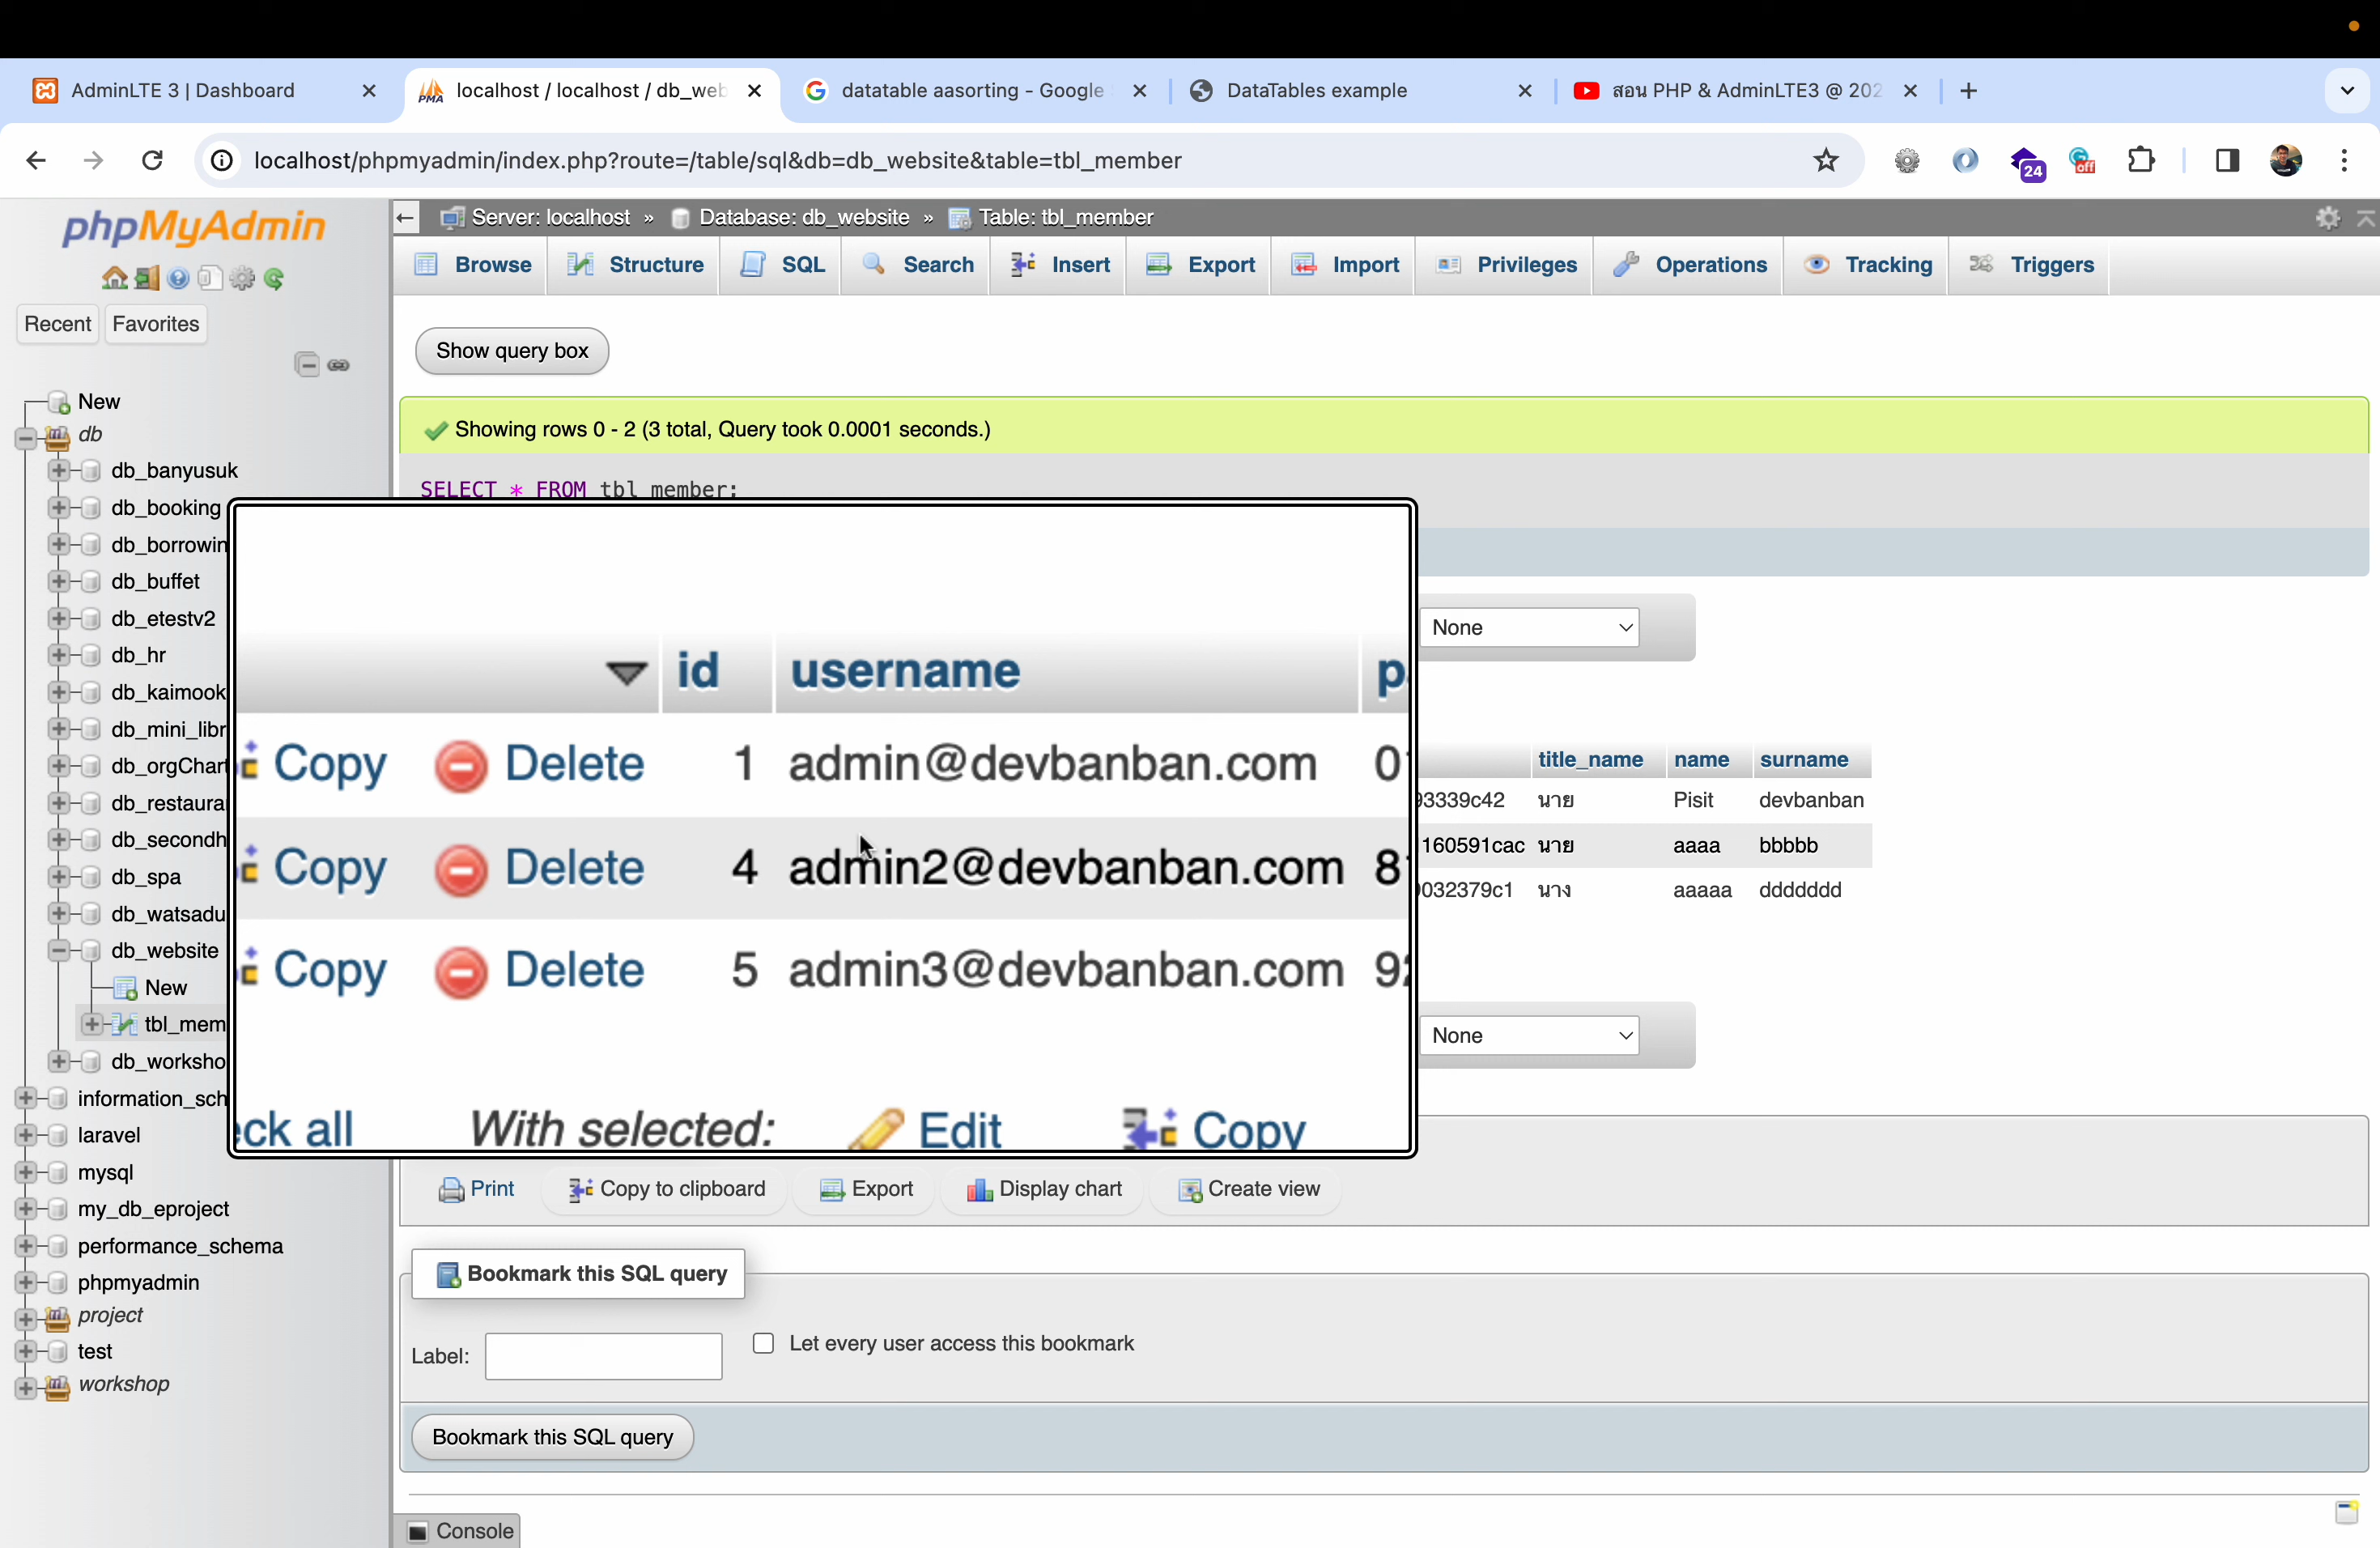 AdminLTE 3 | Dashboard
localhost / localhost / db_web
datatable aasorting - Google
DataTables example
สอน PHP & AdminLTE3 @ 202
localhost/phpmyadmin/index.php?route=/table/sql&db=db_website&table=tbl_member
24
off
phpMyAdmin
Recent
Favorites
New
db
db_banyusuk
db_booking
db_borrowin
db_buffet
db_etestv2
db_hr
db_kaimook
db_mini_libr
db_orgChart
db_restaura
db_secondh
db_spa
db_watsadu
db_website
New
tbl_mem
db_worksho
information_sch
laravel
mysql
my_db_eproject
performance_schema
phpmyadmin
project
test
workshop
Server: localhost » Database: db_website » Table: tbl_member
Browse
Structure
SQL
Search
Insert
Export
Import
Privileges
Operations
Tracking
Triggers
Show query box
Showing rows 0 - 2 (3 total, Query took 0.0001 seconds.)
SELECT * FROM tbl_member;
None
id username
Copy Delete 1 admin@devbanban.com
Copy Delete 4 admin2@devbanban.com
Copy Delete 5 admin3@devbanban.com
ck all With selected: Edit Copy
title_name name surname
93339c42 นาย Pisit devbanban
160591cac นาย aaaa bbbbb
032379c1 นาง aaaaa ddddddd
None
Print
Copy to clipboard
Export
Display chart
Create view
Bookmark this SQL query
Label:
Let every user access this bookmark
Bookmark this SQL query
Console